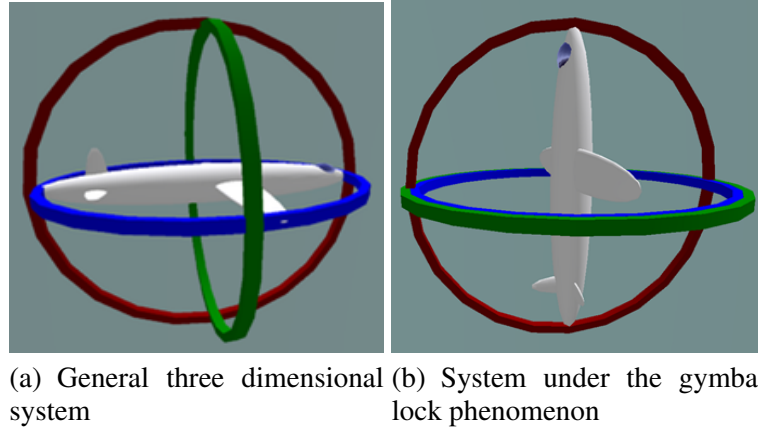 (a) General three dimensional
system
(b) System under the gymba
lock phenomenon